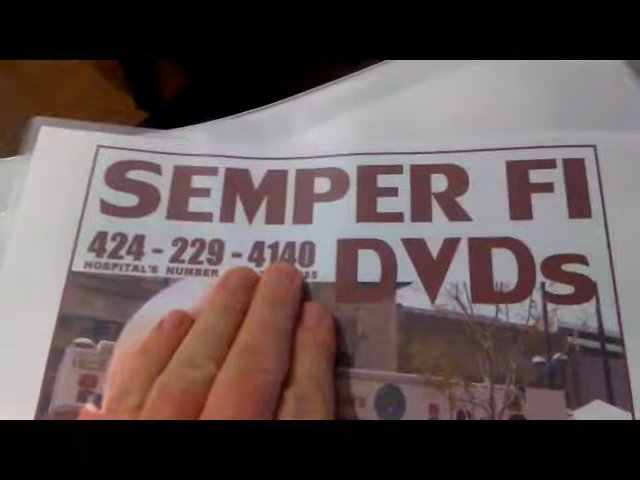 SEMPER FI
424 - 229 - 4140
DVDs
HOSPITAL'S NUMBER